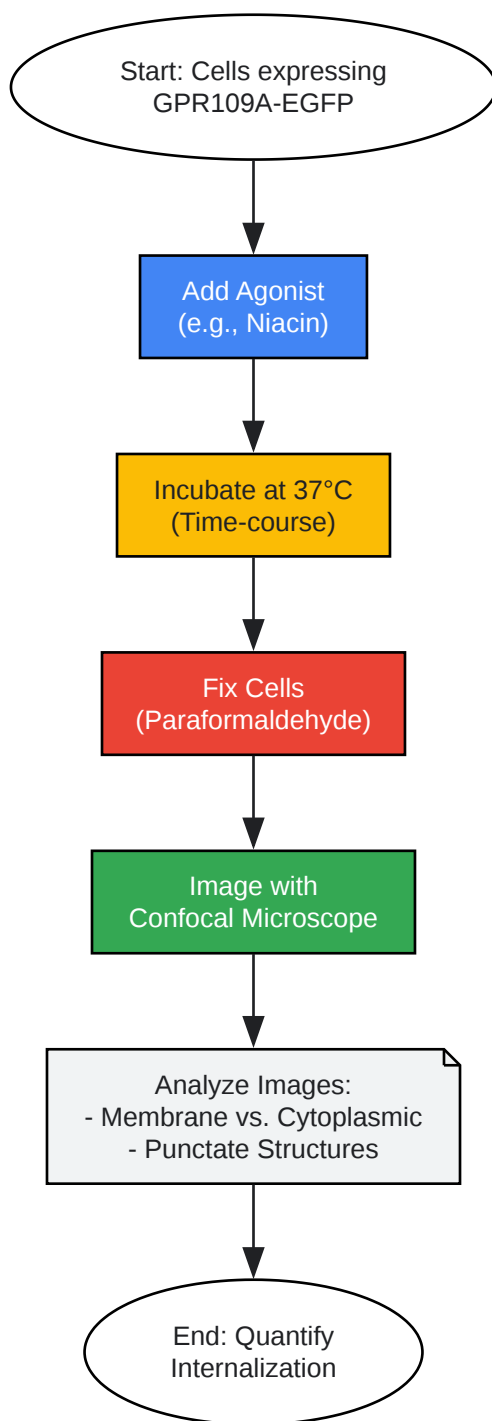 Start: Cells expressing
GPR109A-EGFP
Add Agonist
(e.g., Niacin)
Incubate at 37°C
(Time-course)
Fix Cells
(Paraformaldehyde)
Image with
Confocal Microscope
Analyze Images:
- Membrane vs. Cytoplasmic
- Punctate Structures
End: Quantify
Internalization